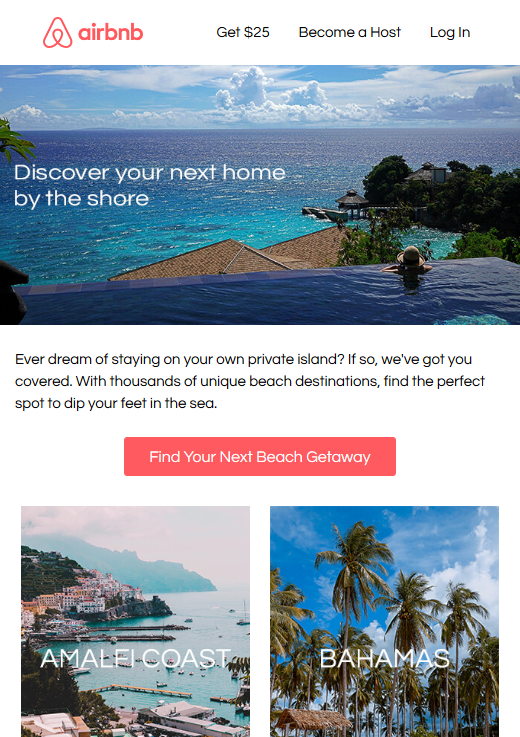 airbnb
Get $25
Become a Host
Log In
Discover your next home
by the shore
Ever dream of staying on your own private island? If so, we've got you
covered. With thousands of unique beach destinations, find the perfect
spot to dip your feet in the sea.
Find Your Next Beach Getaway
AMALFI COAST
BAHAMAS